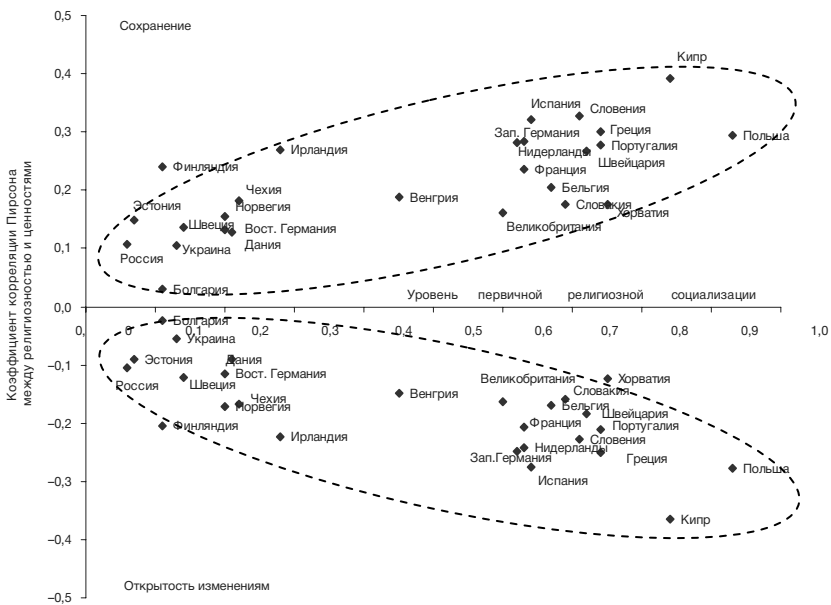 0,5
Сохранение
Кипр
0,4
Испания
Словения
0,3
Зап. Германия
Греция
Польша
Ирландия
Нидерланды
Португалия
Финляндия
Франция
Швейцария
0,2
Чехия
Венгрия
Бельгия
Эстония
Норвегия
Словакия
Хорватия
Швеция
Вост. Германия
Великобритания
0,1
Россия
Украина
Дания
Болгария
0,0
Уровень первичной религиозной социализации
0,0 0,1 0,2 0,3 0,4 0,5 0,6 0,7 0,8 0,9 1,0
Коэффициент корреляции Пирсона
между религиозностью и ценностями
Болгария
Украина
–0,1
Эстония
Дания
Россия
Швеция
Вост. Германия
Великобритания
Хорватия
Чехия
Венгрия
Словакия
–0,2
Норвегия
Бельгия
Швейцария
Финляндия
Ирландия
Франция
Португалия
Словения
Зап.Германия
Нидерланды
Греция
Польша
–0,3
Испания
Кипр
–0,4
Открытость изменениям
–0,5